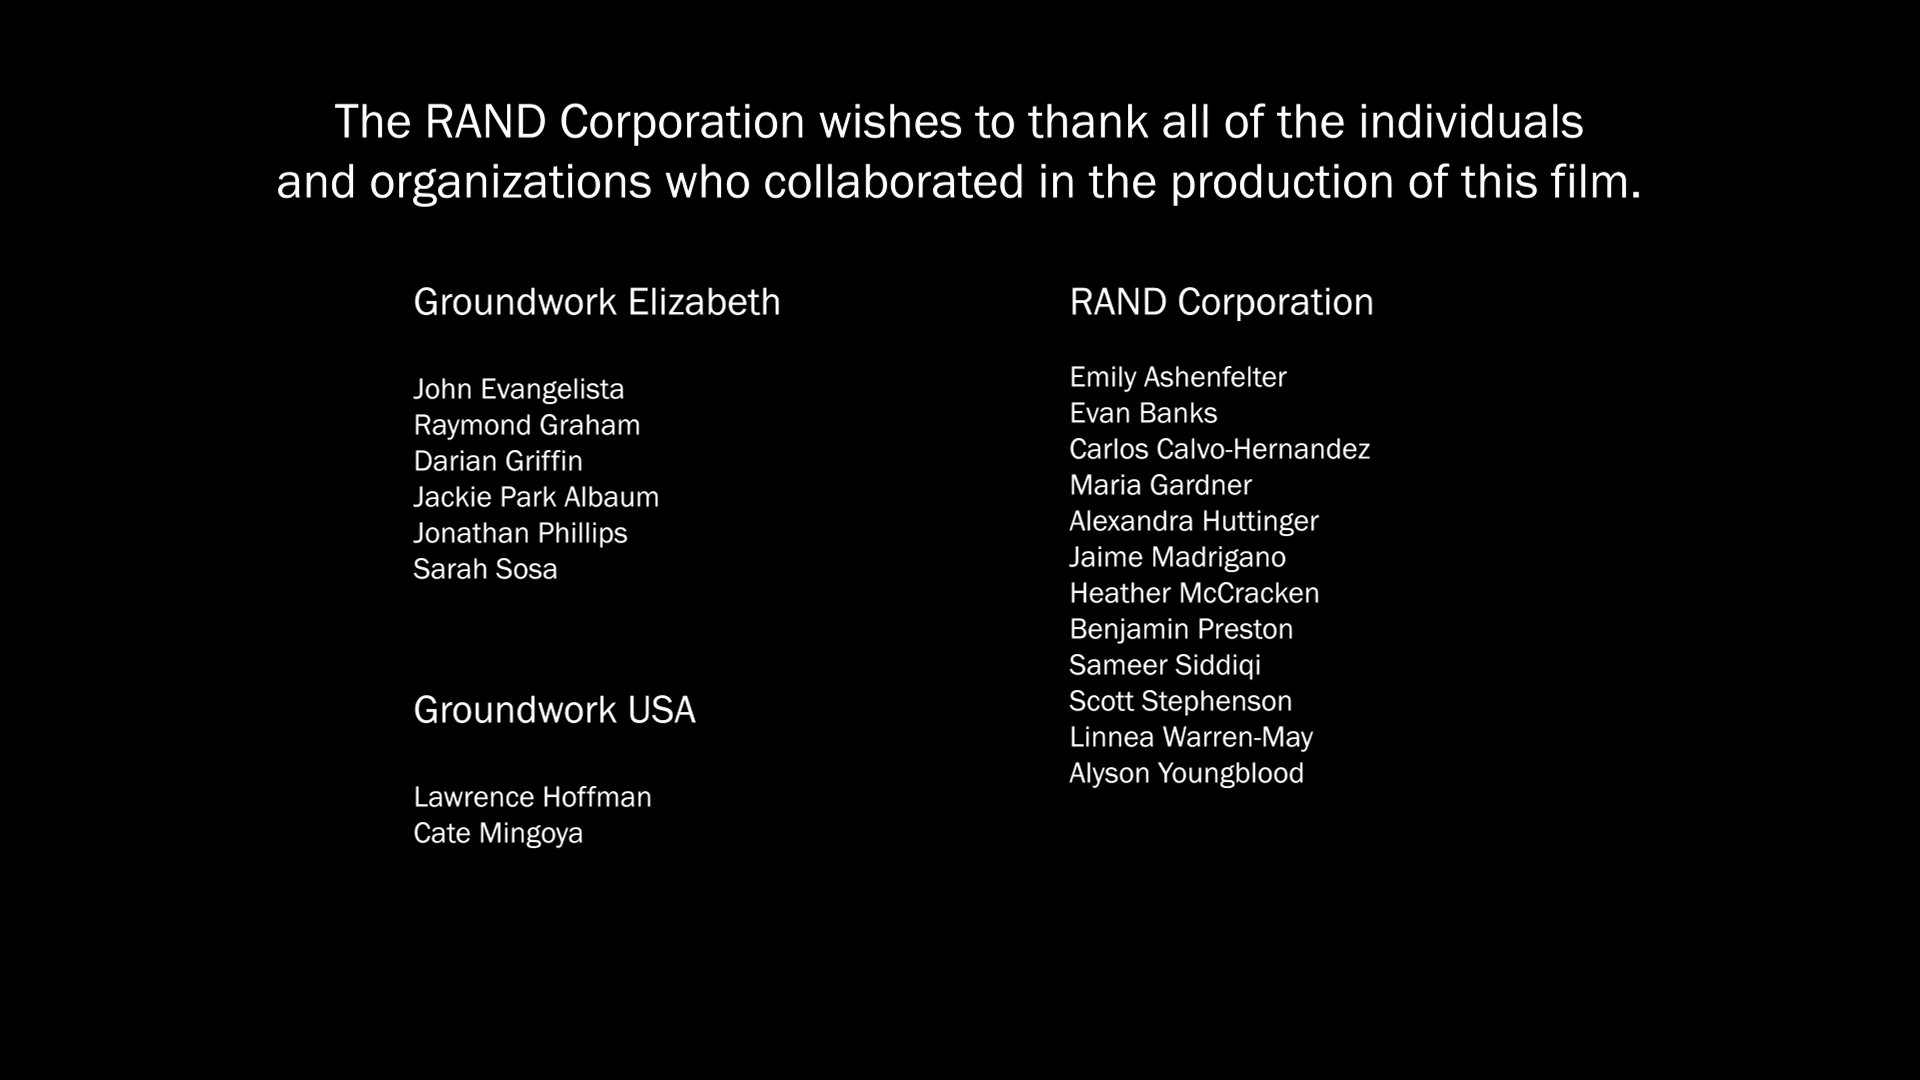 The RAND Corporation wishes to thank all of the individuals
and organizations who collaborated in the production of this film.
Groundwork Elizabeth
John Evangelista
Raymond Graham
Darian Griffin
Jackie Park Albaum
Jonathan Phillips
Sarah Sosa
Groundwork USA
Lawrence Hoffman
Cate Mingoya
RAND Corporation
Emily Ashenfelter
Evan Banks
Carlos Calvo-Hernandez
Maria Gardner
Alexandra Huttinger
Jaime Madrigano
Heather McCracken
Benjamin Preston
Sameer Siddiqi
Scott Stephenson
Linnea Warren-May
Alyson Youngblood